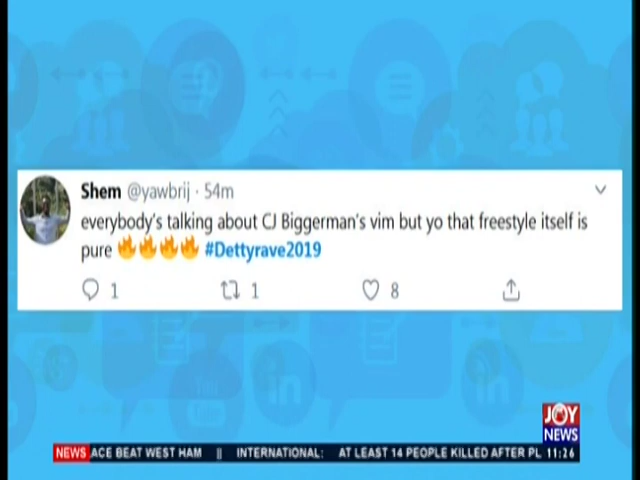 Shem @yawbrij · 54m
everybody's talking about CJ Biggerman's vim but yo that freestyle itself is
pure 🔥🔥🔥🔥 #Dettyrave2019
1 1 8
JOY
NEWS
NEWS ACE BEAT WEST HAM || INTERNATIONAL: AT LEAST 14 PEOPLE KILLED AFTER PL 11:26